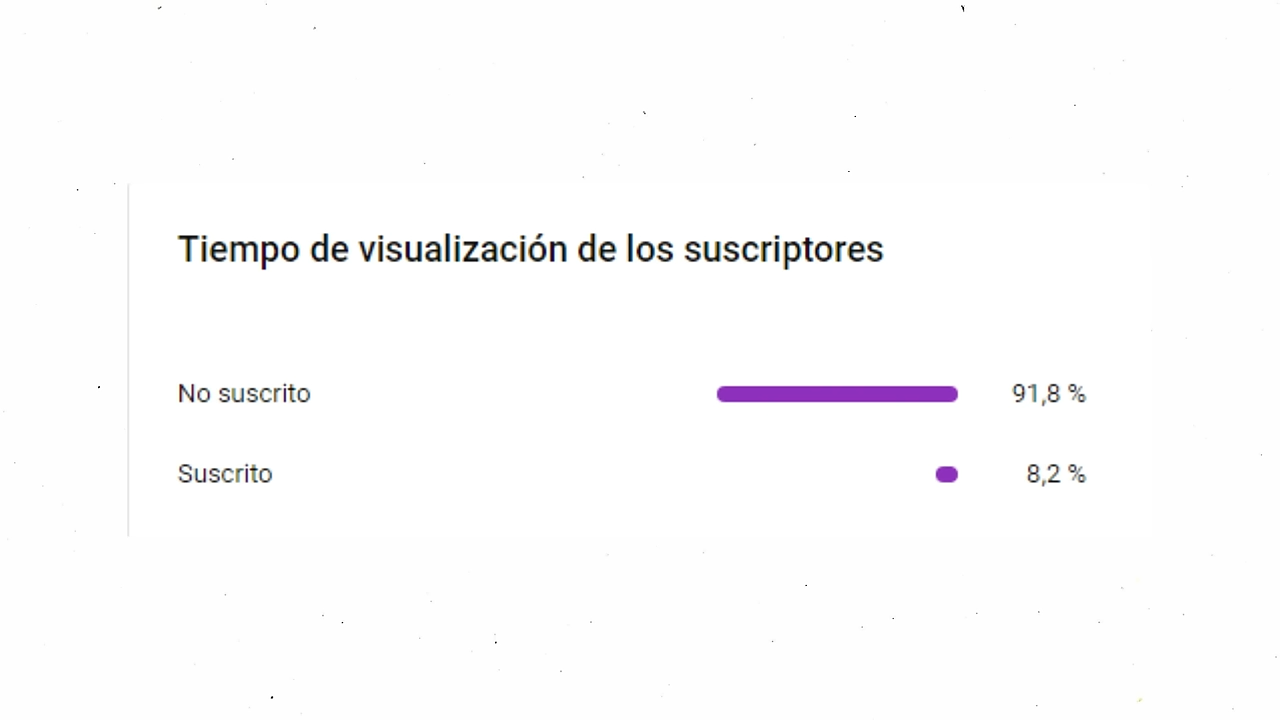 Tiempo de visualización de los suscriptores
No suscrito 91,8 %
Suscrito 8,2 %